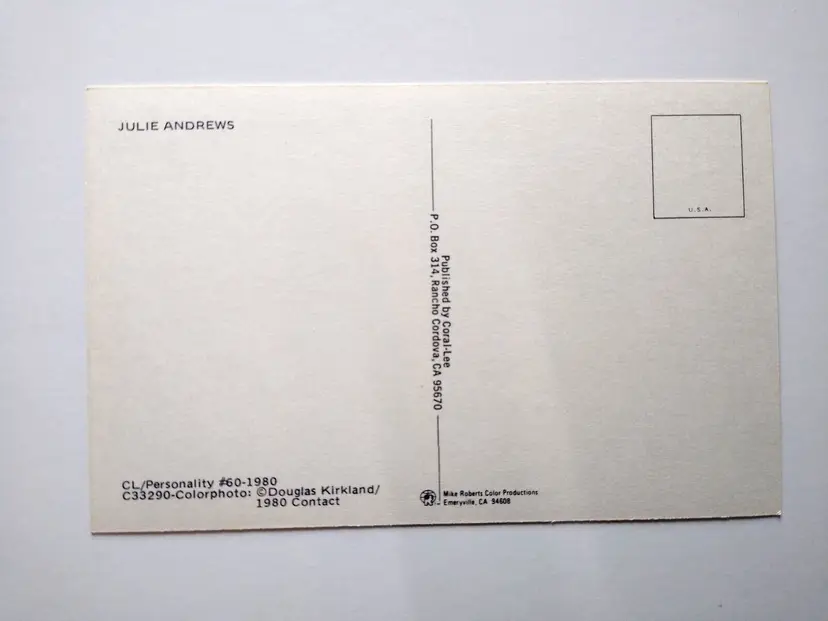 JULIE ANDREWS
U.S.A.
Published by Coral-Lee
P.O. Box 314, Rancho Cordova, CA 95670
CL/Personality #60-1980
C33290-Colorphoto: ©Douglas Kirkland/
1980 Contact
Mike Roberts Color Productions
Emeryville, CA 94608